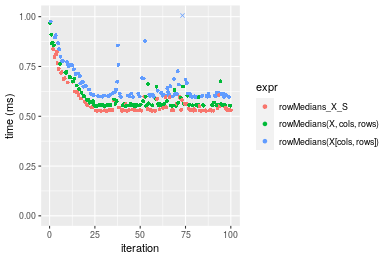 1.00
0.75
0.50
0.25
0.00
time (ms)
0 25 50 75 100
iteration
expr
rowMedians_X_S
rowMedians(X, cols, rows)
rowMedians(X[cols, rows])